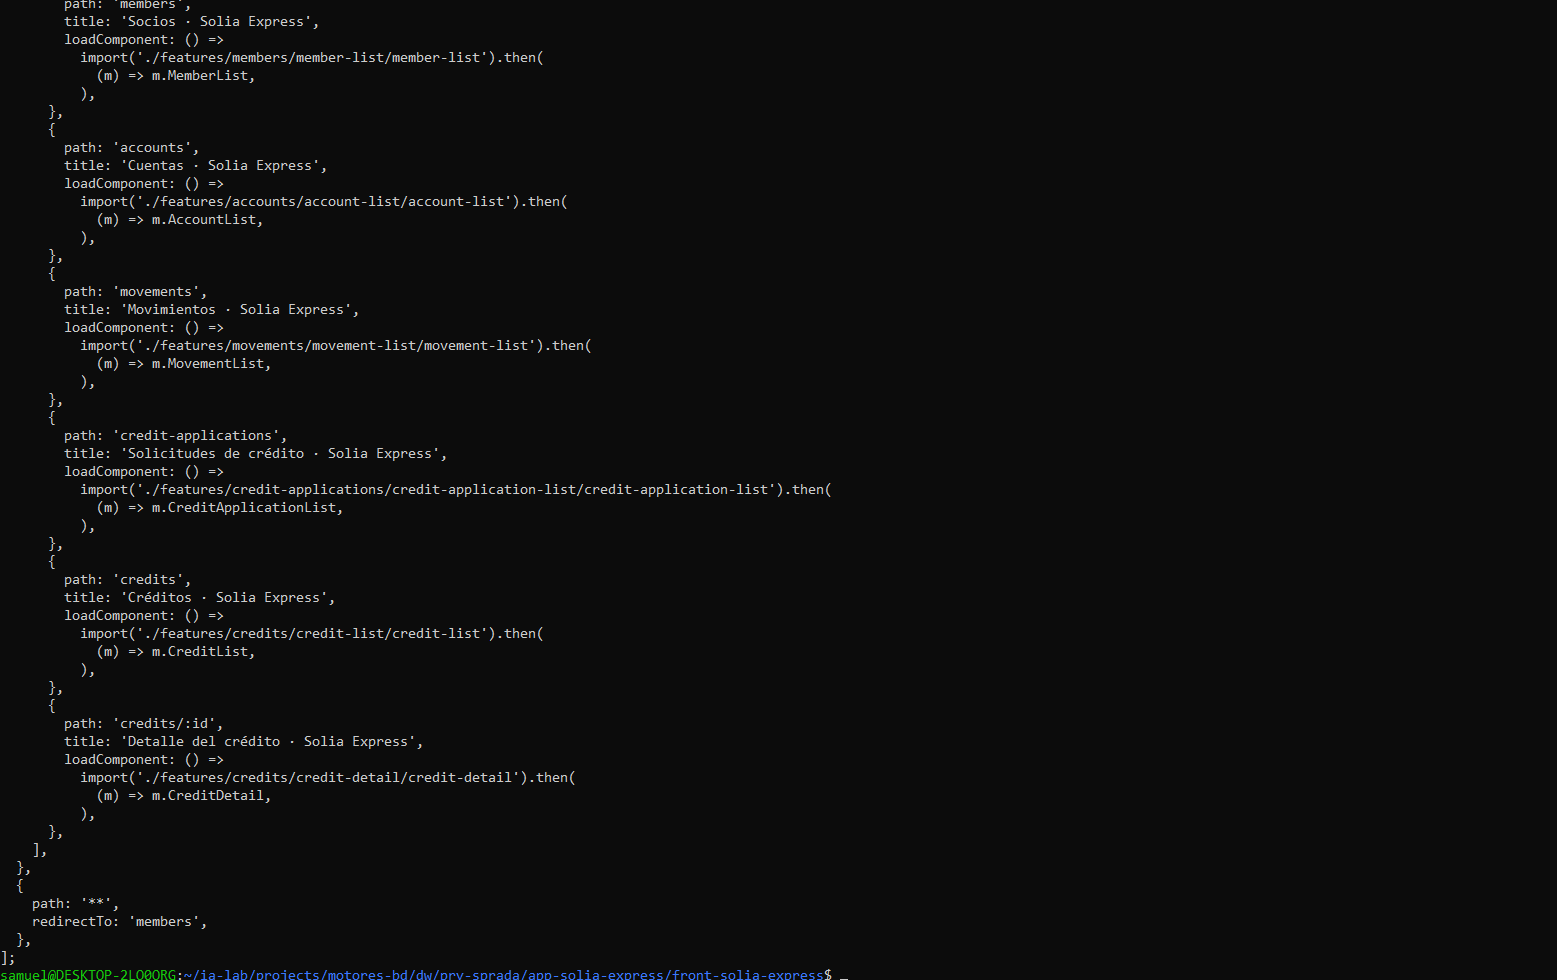 path: 'members',
title: 'Socios · Solia Express',
loadComponent: () =>
import('./features/members/member-list/member-list').then(
(m) => m.MemberList,
),
},
{
path: 'accounts',
title: 'Cuentas · Solia Express',
loadComponent: () =>
import('./features/accounts/account-list/account-list').then(
(m) => m.AccountList,
),
},
{
path: 'movements',
title: 'Movimientos · Solia Express',
loadComponent: () =>
import('./features/movements/movement-list/movement-list').then(
(m) => m.MovementList,
),
},
{
path: 'credit-applications',
title: 'Solicitudes de crédito · Solia Express',
loadComponent: () =>
import('./features/credit-applications/credit-application-list/credit-application-list').then(
(m) => m.CreditApplicationList,
),
},
{
path: 'credits',
title: 'Créditos · Solia Express',
loadComponent: () =>
import('./features/credits/credit-list/credit-list').then(
(m) => m.CreditList,
),
},
{
path: 'credits/:id',
title: 'Detalle del crédito · Solia Express',
loadComponent: () =>
import('./features/credits/credit-detail/credit-detail').then(
(m) => m.CreditDetail,
),
},
],
},
{
path: '**',
redirectTo: 'members',
},
];
samuel@DESKTOP-2LO0ORG:~/ia-lab/projects/motores-bd/dw/pry-sprada/app-solia-express/front-solia-express$ _